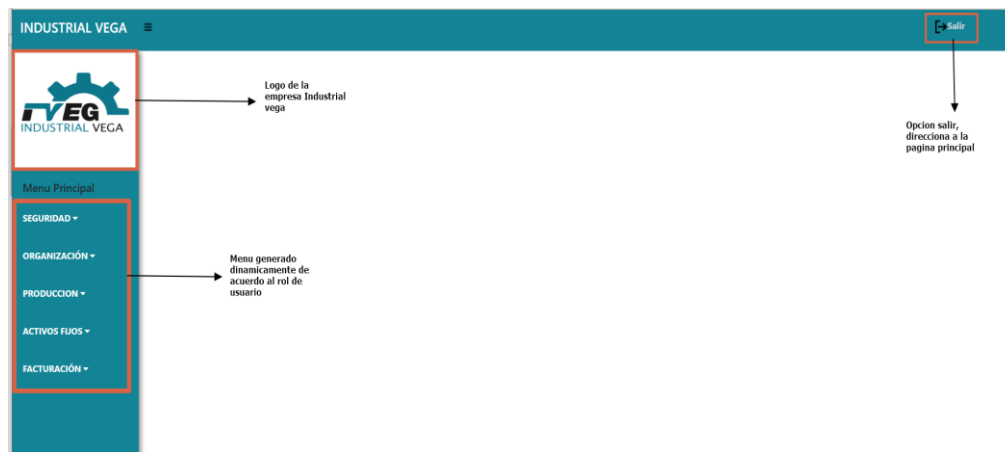 INDUSTRIAL VEGA
Salir
IVEG
INDUSTRIAL VEGA
Logo de la
empresa Industrial
vega
Opcion salir,
direcciona a la
pagina principal
Menu Principal
SEGURIDAD
ORGANIZACIÓN
PRODUCCION
ACTIVOS FIJOS
FACTURACIÓN
Menu generado
dinamicamente de
acuerdo al rol de
usuario